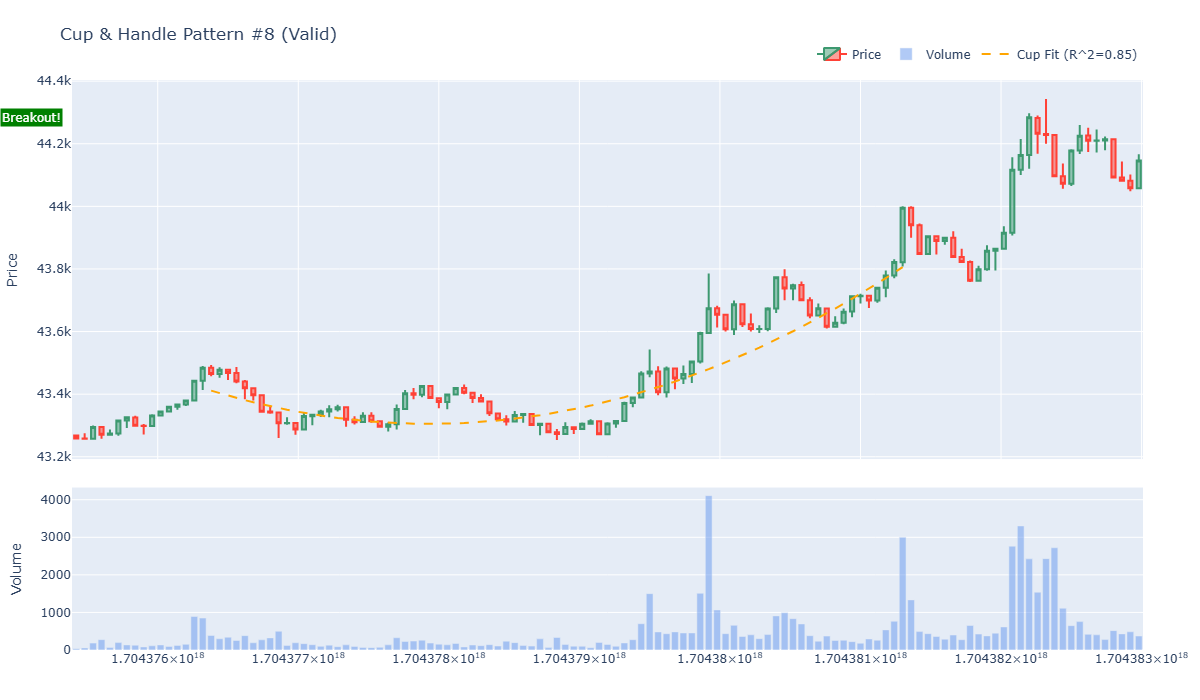 Cup & Handle Pattern #8 (Valid)
Price
Volume
Cup Fit (R^2=0.85)
Breakout!
44.4k
44.2k
44k
43.8k
43.6k
43.4k
43.2k
Price
4000
3000
2000
1000
0
Volume
1.704376×10¹⁸
1.704377×10¹⁸
1.704378×10¹⁸
1.704379×10¹⁸
1.70438×10¹⁸
1.704381×10¹⁸
1.704382×10¹⁸
1.704383×10¹⁸